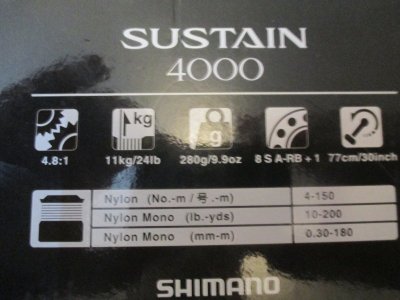 SUSTAIN
4000
kg
g
4.8:1 11kg/24lb 280g/9.9oz 8 S A-RB + 1 77cm/30inch
Nylon (No.-m / 号.-m) 4-150
Nylon Mono (lb.-yds) 10-200
Nylon Mono (mm-m) 0.30-180
SHIMANO